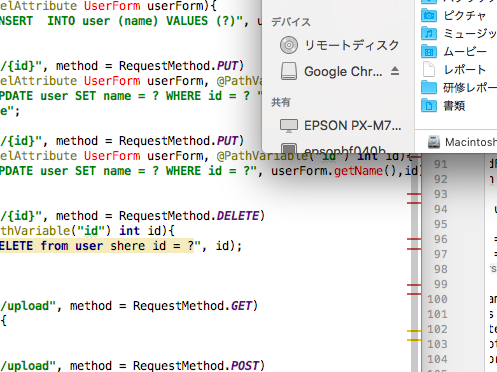 elAttribute UserForm userForm){
INSERT  INTO user (name) VALUES (?)", u
/{id}", method = RequestMethod.PUT)
elAttribute UserForm userForm, @PathVar
PDATE user SET name = ? WHERE id = ? "
e";
/{id}", method = RequestMethod.PUT)
elAttribute UserForm userForm, @PathVariable("id") int id){
PDATE user SET name = ? WHERE id = ?", userForm.getName(),id)
/{id}", method = RequestMethod.DELETE)
athVariable("id") int id){
DELETE from user shere id = ?", id);
/upload", method = RequestMethod.GET)
{
/upload", method = RequestMethod.POST)
デバイス
リモートディスク
Google Chr...
共有
EPSON PX-M7...
epsonbf040b
ピクチャ
ミュージッ
ムービー
レポート
研修レポー
書類
Macintosh
91
92
93
94
95
96
97
98
99
100
101
102
103
104
105